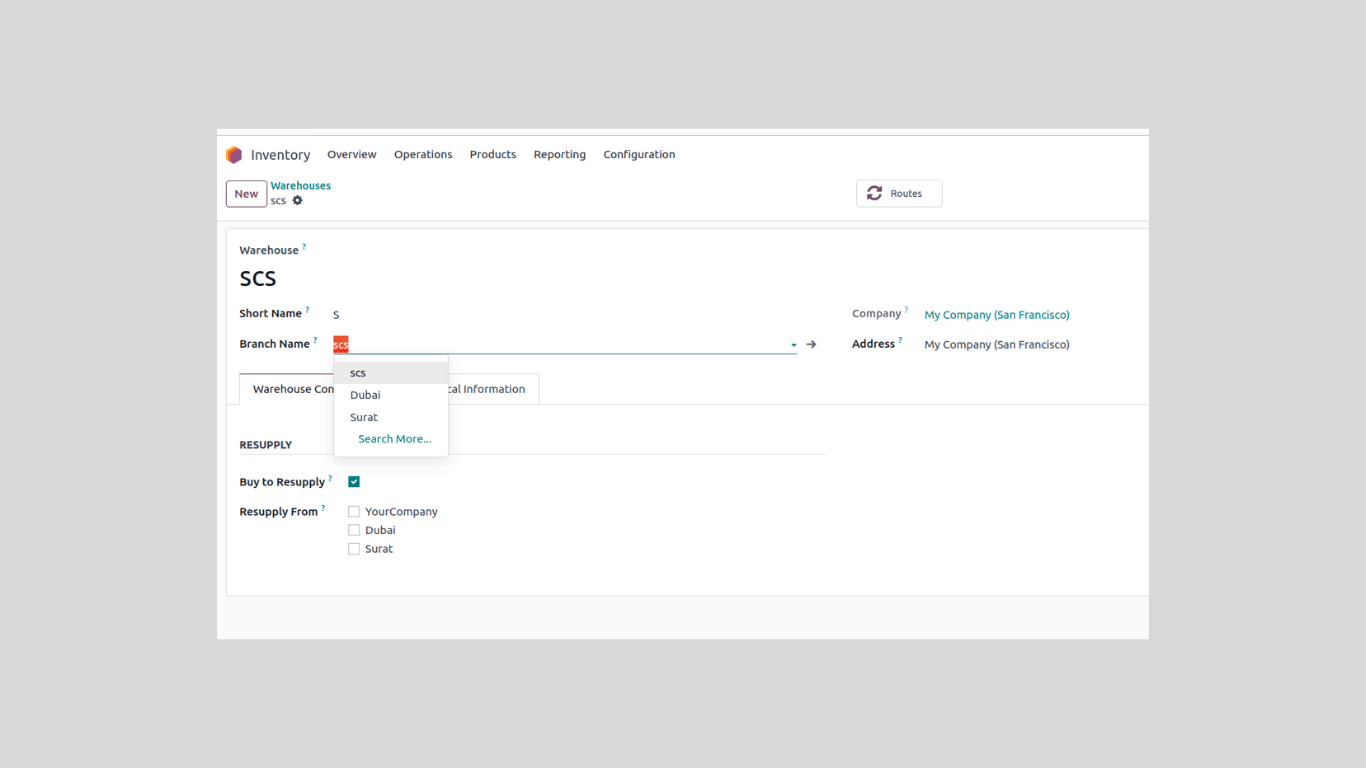 Inventory Overview Operations Products Reporting Configuration
New Warehouses
scs
Routes
Warehouse ?
SCS
Short Name ? S
Company ? My Company (San Francisco)
Branch Name ? scs
Address ? My Company (San Francisco)
scs
Dubai
Surat
Search More...
Warehouse Con cal Information
RESUPPLY
Buy to Resupply ?
Resupply From ? YourCompany
Dubai
Surat